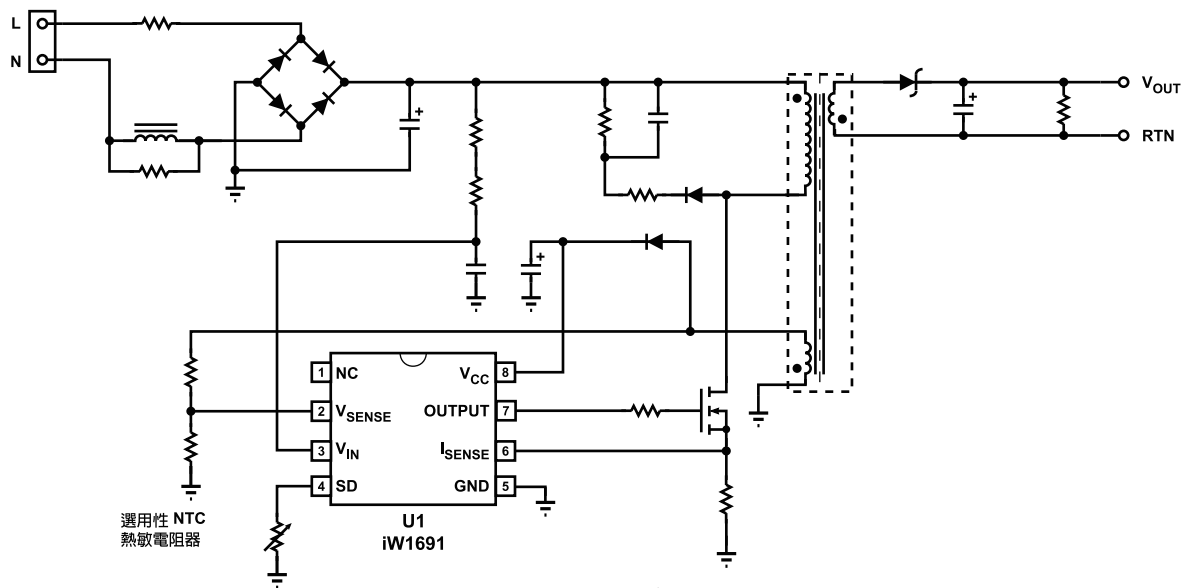 L
N
+
+
VOUT
RTN
+
1 NC
VCC 8
2 VSENSE
OUTPUT 7
3 VIN
ISENSE 6
4 SD
GND 5
U1
iW1691
選用性 NTC
熱敏電阻器